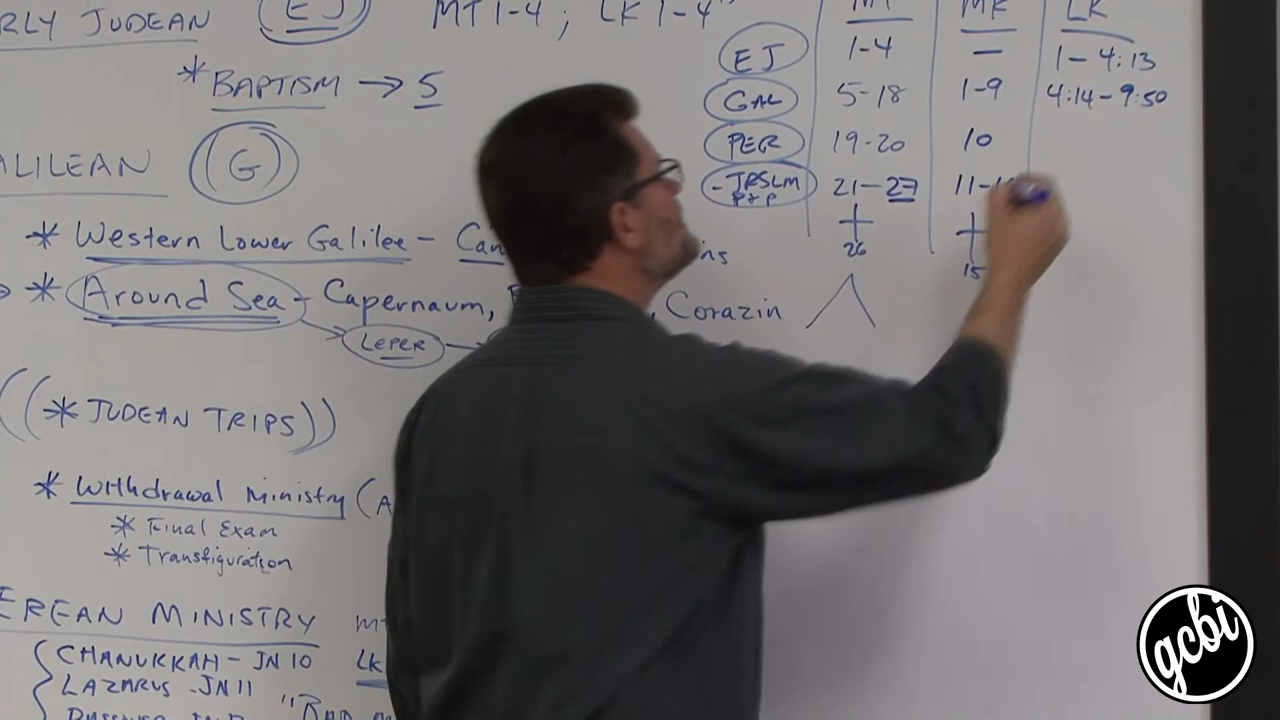 RLY JUDEAN (EJ) MT 1-4 ; LK 1-4
* BAPTISM → 5
ALILEAN (G)
* Western Lower Galilee - Can
* Around Sea - Capernaum, Corazin
LEPER
((* JUDEAN TRIPS))
* Withdrawal Ministry (A
* Final Exam
* Transfiguration
EREAN MINISTRY MT
CHANUKKAH - JN 10 LK
LAZARUS - JN 11
MT MK LK
EJ 1-4 — 1-4:13
GAL 5-18 1-9 4:14-9:50
PER 19-20 10
- JRSLM 21-27 11-
P+P
26 15
gcbi